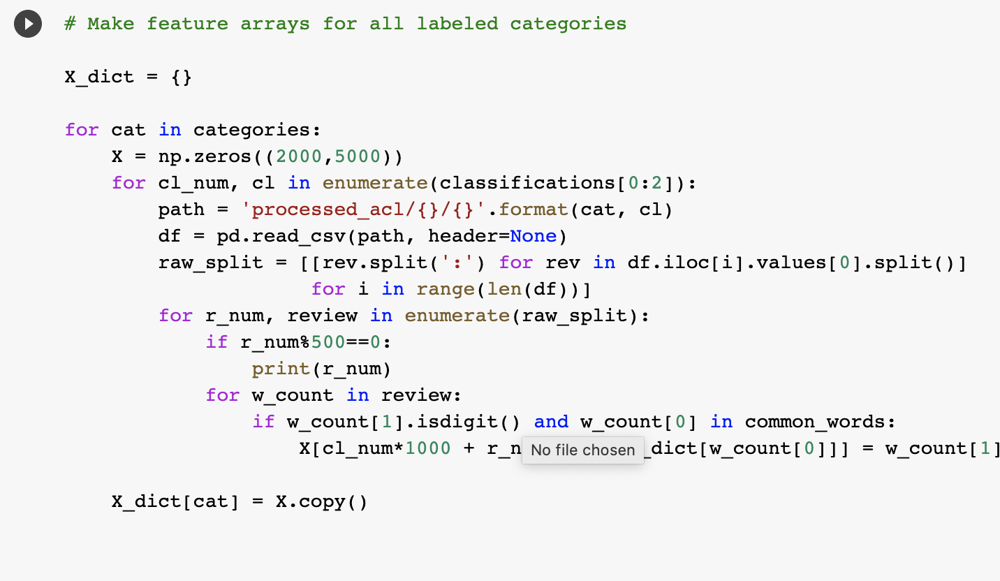 # Make feature arrays for all labeled categories
X_dict = {}
for cat in categories:
    X = np.zeros((2000,5000))
    for cl_num, cl in enumerate(classifications[0:2]):
        path = 'processed_acl/{}/{}'.format(cat, cl)
        df = pd.read_csv(path, header=None)
        raw_split = [[rev.split(':') for rev in df.iloc[i].values[0].split()]
                     for i in range(len(df))]
        for r_num, review in enumerate(raw_split):
            if r_num%500==0:
                print(r_num)
            for w_count in review:
                if w_count[1].isdigit() and w_count[0] in common_words:
                    X[cl_num*1000 + r_n No file chosen _dict[w_count[0]]] = w_count[1]
    X_dict[cat] = X.copy()